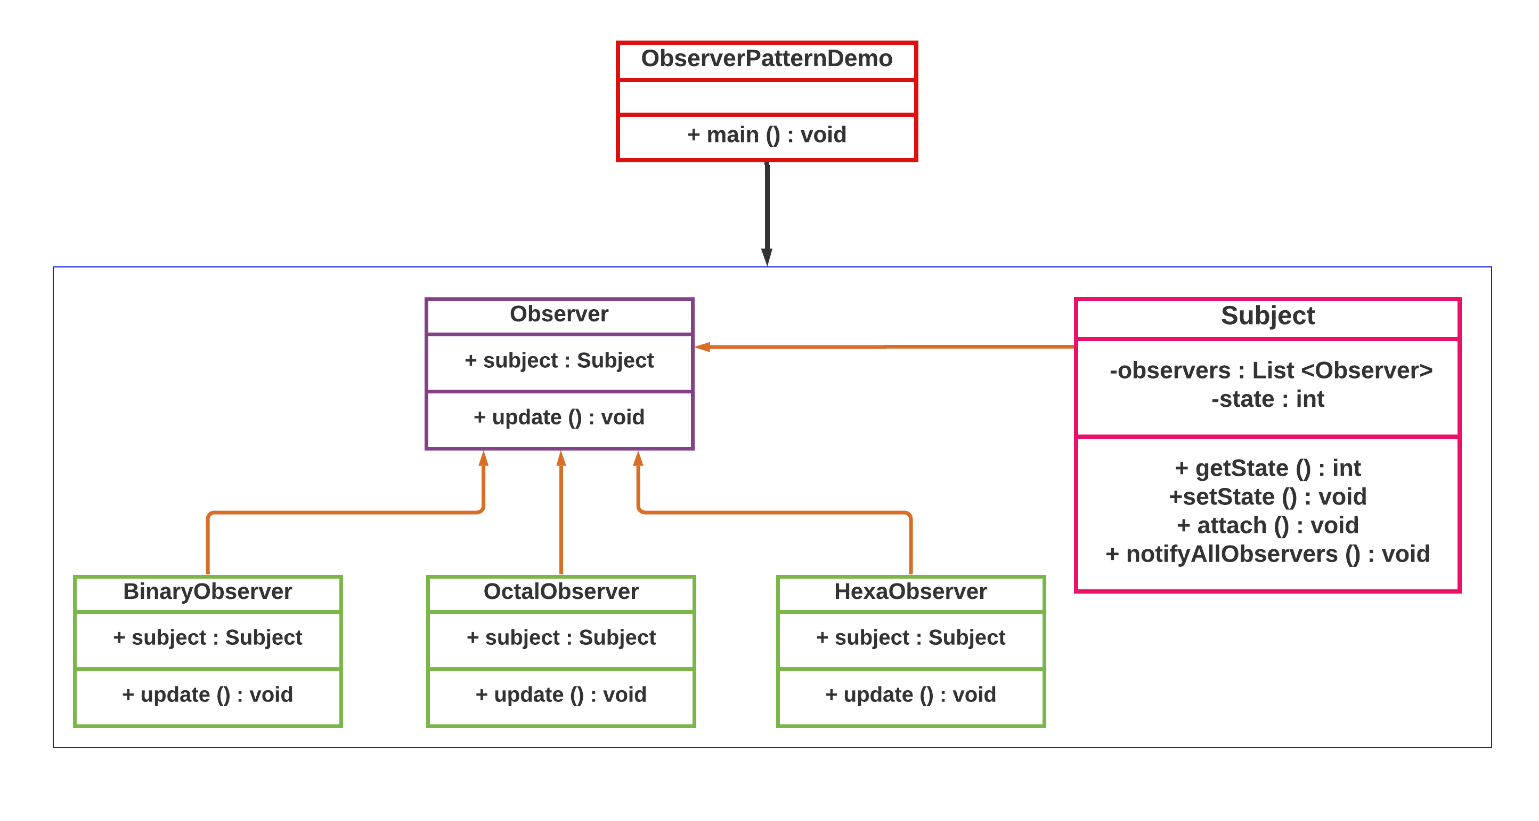 ObserverPatternDemo
+ main () : void
Observer
+ subject : Subject
+ update () : void
Subject
-observers : List <Observer>
-state : int
+ getState () : int
+setState () : void
+ attach () : void
+ notifyAllObservers () : void
BinaryObserver
+ subject : Subject
+ update () : void
OctalObserver
+ subject : Subject
+ update () : void
HexaObserver
+ subject : Subject
+ update () : void